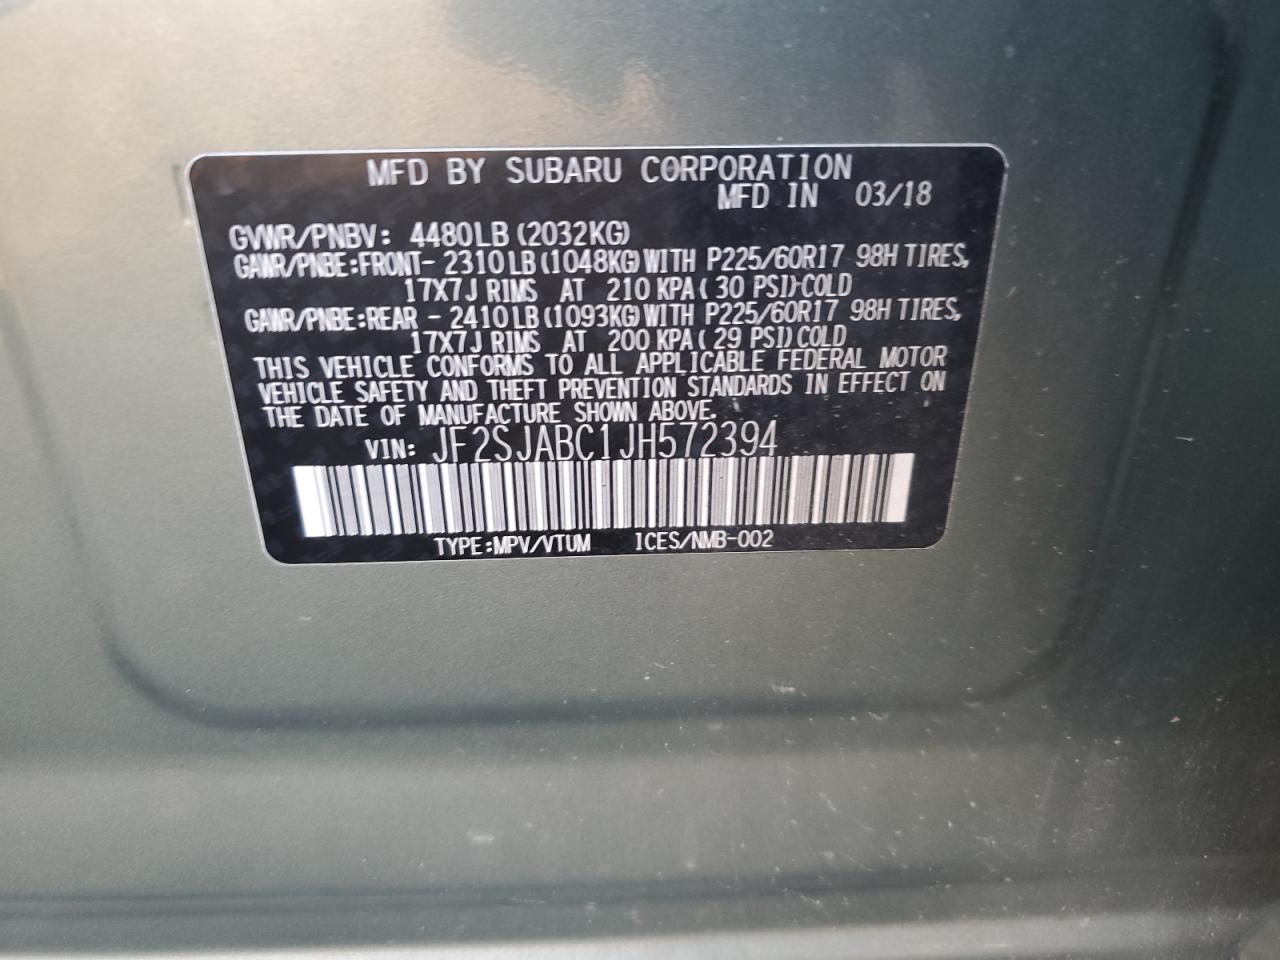 MFD BY SUBARU CORPORATION
MFD IN 03/18
GVWR/PNBV: 4480LB (2032KG)
GAWR/PNBE:FRONT- 2310LB (1048KG) WITH P225/60R17 98H TIRES,
17X7J RIMS AT 210 KPA( 30 PSI)COLD
GAWR/PNBE:REAR - 2410LB (1093KG) WITH P225/60R17 98H TIRES,
17X7J RIMS AT 200 KPA( 29 PSI)COLD
THIS VEHICLE CONFORMS TO ALL APPLICABLE FEDERAL MOTOR
VEHICLE SAFETY AND THEFT PREVENTION STANDARDS IN EFFECT ON
THE DATE OF MANUFACTURE SHOWN ABOVE.
VIN: JF2SJABC1JH572394
TYPE:MPV/VTUM ICES/NMB-002